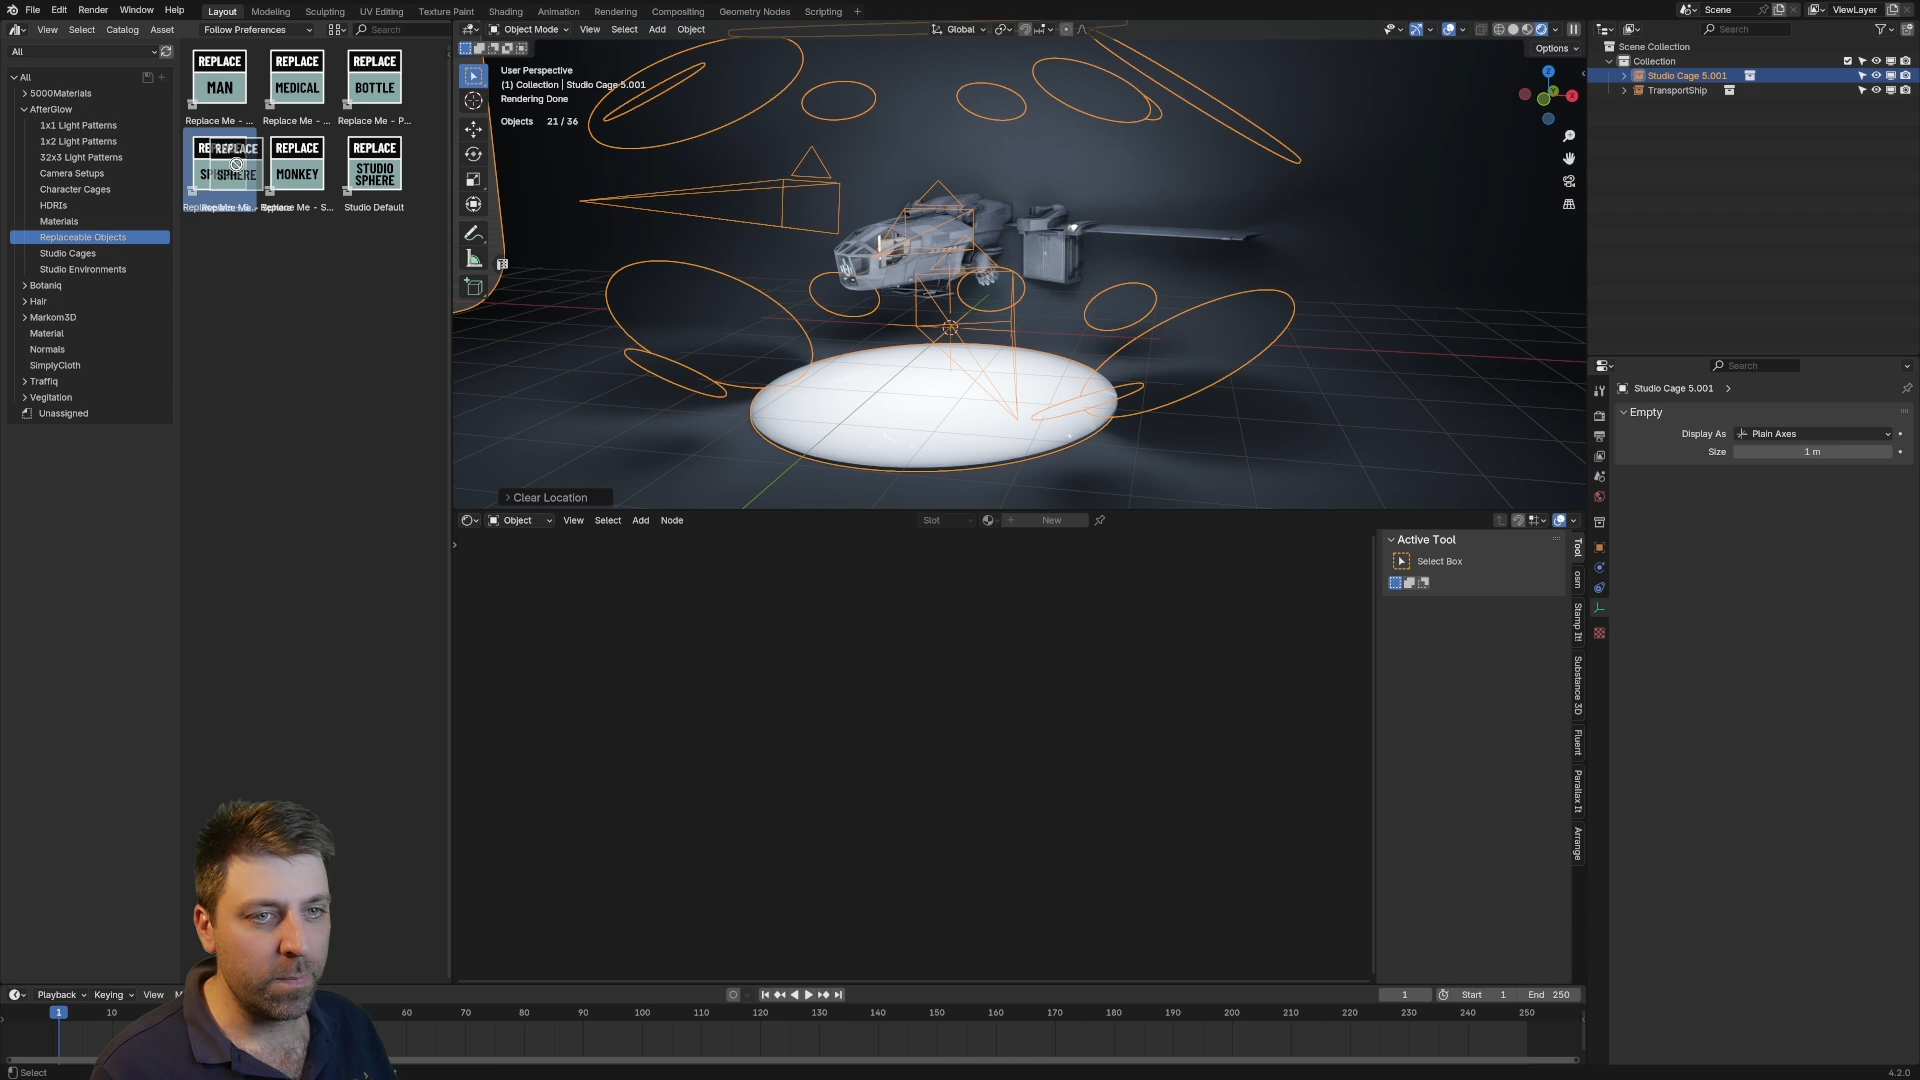 File Edit Render Window Help
Layout Modeling Sculpting UV Editing Texture Paint Shading Animation Rendering Compositing Geometry Nodes Scripting +
Scene
ViewLayer
View Select Catalog Asset
Follow Preferences
Search
All
All
5000Materials
AfterGlow
1x1 Light Patterns
1x2 Light Patterns
32x3 Light Patterns
Camera Setups
Character Cages
HDRIs
Materials
Replaceable Objects
Studio Cages
Studio Environments
Botaniq
Hair
Markom3D
Material
Normals
SimplyCloth
Traffiq
Vegitation
Unassigned
REPLACE
MAN
Replace Me - ...
REPLACE
MEDICAL
Replace Me - ...
REPLACE
BOTTLE
Replace Me - P...
REPLACE
SPHERE
REPLACE
MONKEY
Replace Me - S...
REPLACE
STUDIO
SPHERE
Studio Default
Object Mode View Select Add Object
Global
Options
User Perspective
(1) Collection | Studio Cage 5.001
Rendering Done
Objects 21 / 36
Z
X
Clear Location
Object View Select Add Node
Slot
New
Active Tool
Select Box
Tool
osm
Stamp It!
Substance 3D
Fluent
Parallax It
Arrange
Search
Scene Collection
Collection
Studio Cage 5.001
TransportShip
Search
Studio Cage 5.001
Empty
Display As Plain Axes
Size 1 m
Playback Keying View
1 Start 1 End 250
1 10 60 70 80 90 100 110 120 130 140 150 160 170 180 190 200 210 220 230 240 250
Select
4.2.0